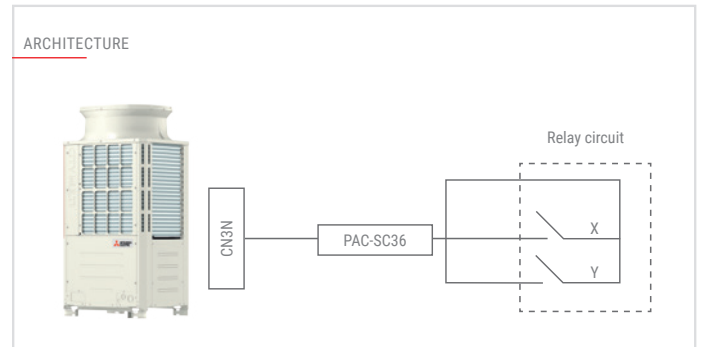 ARCHITECTURE
Relay circuit
CN3N
PAC-SC36
X
Y